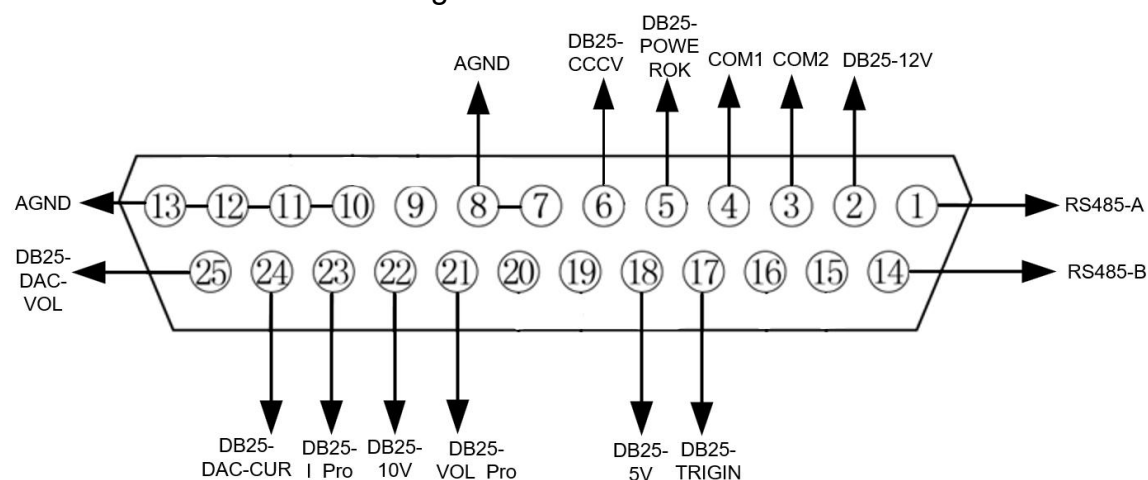 DB25-
CCCV
DB25-
POWE
ROK
AGND
COM1
COM2
DB25-12V
AGND
13
12
11
10
9
8
7
6
5
4
3
2
1
RS485-A
DB25-
DAC-
VOL
25
24
23
22
21
20
19
18
17
16
15
14
RS485-B
DB25-
DAC-CUR
DB25-
I Pro
DB25-
10V
DB25-
VOL Pro
DB25-
5V
DB25-
TRIGIN